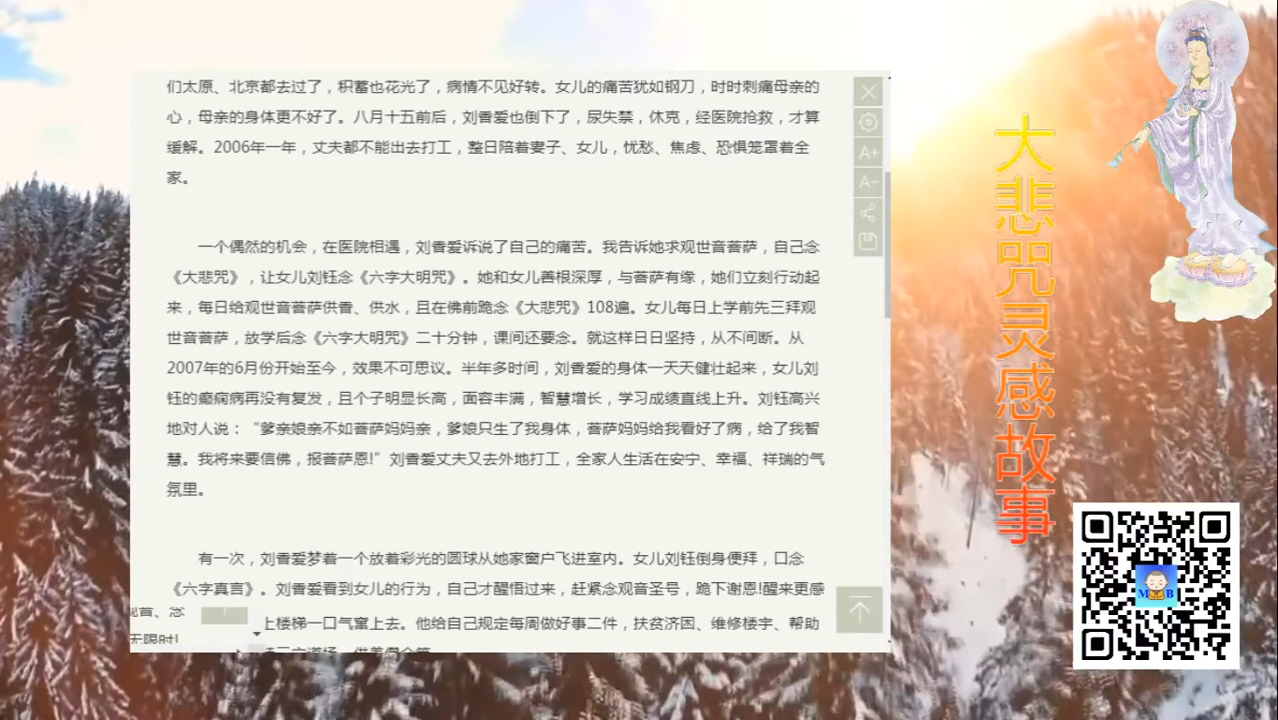 们太原、北京都去过了，积蓄也花光了，病情不见好转。女儿的痛苦犹如钢刀，时时刺痛母亲的
心，母亲的身体更不好了。八月十五前后，刘香爱也倒下了，尿失禁，休克，经医院抢救，才算
缓解。2006年一年，丈夫都不能出去打工，整日陪着妻子、女儿，忧愁、焦虑、恐惧笼罩着全
家。
一个偶然的机会，在医院相遇，刘香爱诉说了自己的痛苦。我告诉她求观世音菩萨，自己念
《大悲咒》，让女儿刘钰念《六字大明咒》。她和女儿善根深厚，与菩萨有缘，她们立刻行动起
来，每日给观世音菩萨供香、供水，且在佛前跪念《大悲咒》108遍。女儿每日上学前先三拜观
世音菩萨，放学后念《六字大明咒》二十分钟，课间还要念。就这样日日坚持，从不间断。从
2007年的6月份开始至今，效果不可思议。半年多时间，刘香爱的身体一天天健壮起来，女儿刘
钰的癫痫病再没有复发，且个子明显长高，面容丰满，智慧增长，学习成绩直线上升。刘钰高兴
地对人说：“爹亲娘亲不如菩萨妈妈亲，爹娘只生了我身体，菩萨妈妈给我看好了病，给了我智
慧。我将来要信佛，报菩萨恩!”刘香爱丈夫又去外地打工，全家人生活在安宁、幸福、祥瑞的气
氛里。
有一次，刘香爱梦着一个放着彩光的圆球从她家窗户飞进室内。女儿刘钰倒身便拜，口念
《六字真言》。刘香爱看到女儿的行为，自己才醒悟过来，赶紧念观音圣号，跪下谢恩!醒来更感
音、念
上楼梯一口气窜上去。他给自己规定每周做好事二件，扶贫济困、维修楼宇、帮助
无限时!
A+
A-
大悲咒灵感故事
M B